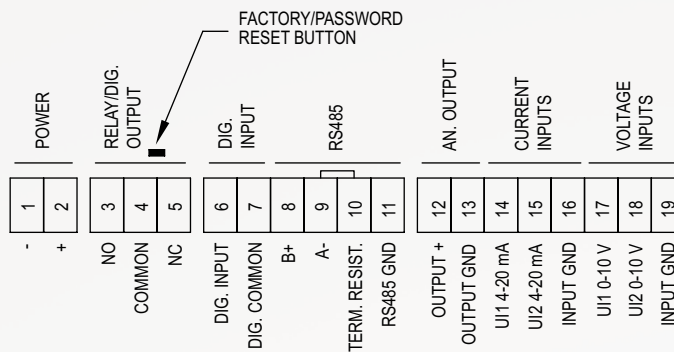 FACTORY/PASSWORD
RESET BUTTON
POWER
RELAY/DIG.
OUTPUT
DIG.
INPUT
RS485
AN. OUTPUT
CURRENT
INPUTS
VOLTAGE
INPUTS
1
2
3
4
5
6
7
8
9
10
11
12
13
14
15
16
17
18
19
-
+
NO
COMMON
NC
DIG. INPUT
DIG. COMMON
B+
A-
TERM. RESIST.
RS485 GND
OUTPUT +
OUTPUT GND
UI1 4-20 mA
UI2 4-20 mA
INPUT GND
UI1 0-10 V
UI2 0-10 V
INPUT GND